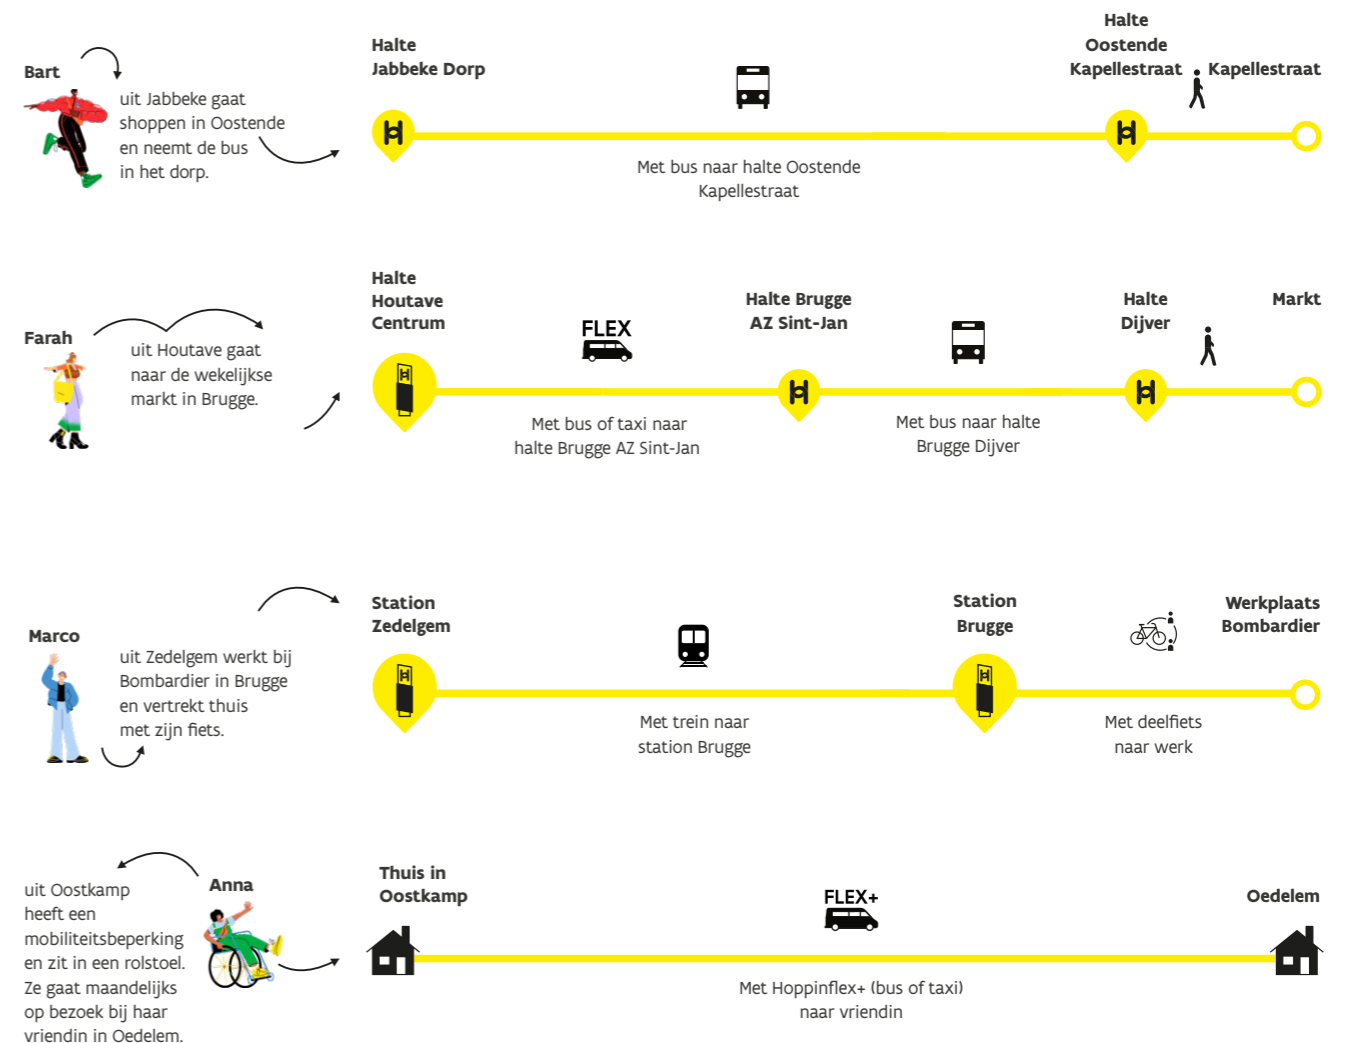 Bart
uit Jabbeke gaat
shoppen in Oostende
en neemt de bus
in het dorp.
Halte
Jabbeke Dorp
Met bus naar halte Oostende
Kapellestraat
Halte
Oostende
Kapellestraat
Kapellestraat
Farah
uit Houtave gaat
naar de wekelijkse
markt in Brugge.
Halte
Houtave
Centrum
FLEX
Met bus of taxi naar
halte Brugge AZ Sint-Jan
Halte Brugge
AZ Sint-Jan
Met bus naar halte
Brugge Dijver
Halte
Dijver
Markt
Marco
uit Zedelgem werkt bij
Bombardier in Brugge
en vertrekt thuis
met zijn fiets.
Station
Zedelgem
Met trein naar
station Brugge
Station
Brugge
Met deelfiets
naar werk
Werkplaats
Bombardier
Anna
uit Oostkamp
heeft een
mobiliteitsbeperking
en zit in een rolstoel.
Ze gaat maandelijks
op bezoek bij haar
vriendin in Oedelem.
Thuis in
Oostkamp
FLEX+
Met Hoppinflex+ (bus of taxi)
naar vriendin
Oedelem